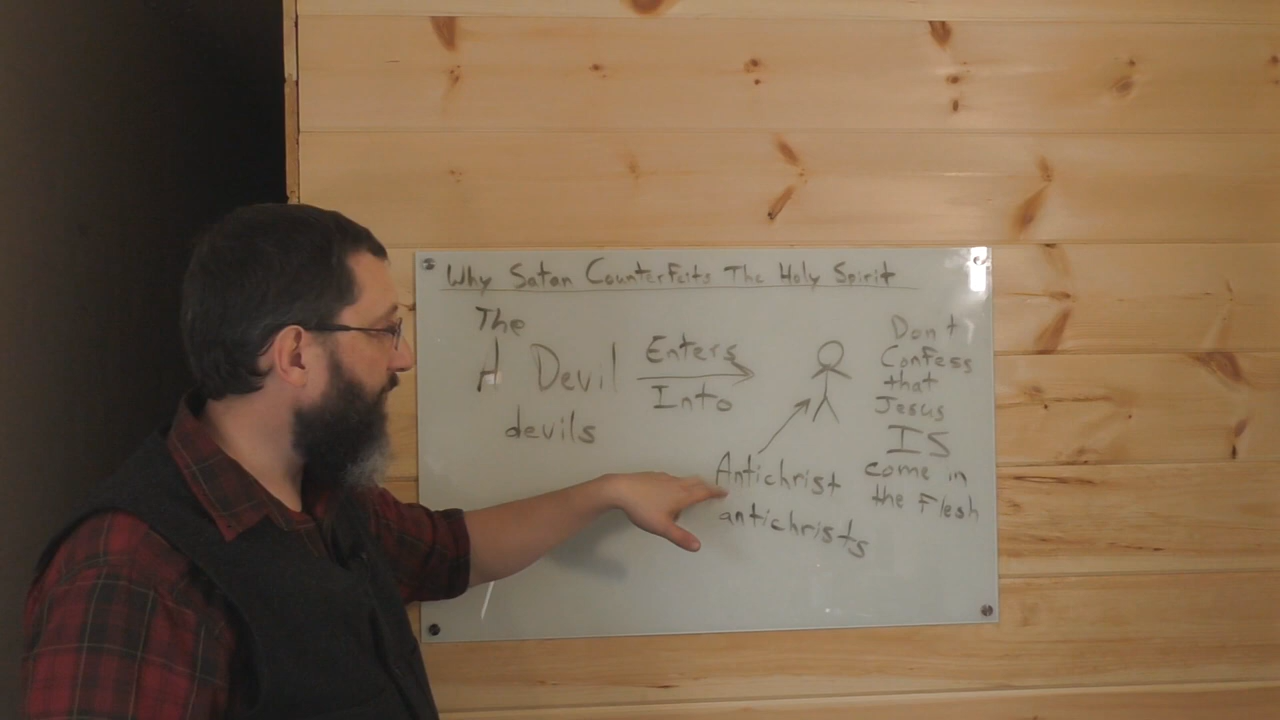 Why Satan Counterfeits The Holy Spirit
The
A Devil
devils
Enters
Into
Antichrist
antichrists
Don't
Confess
that
Jesus
IS
come in
the Flesh